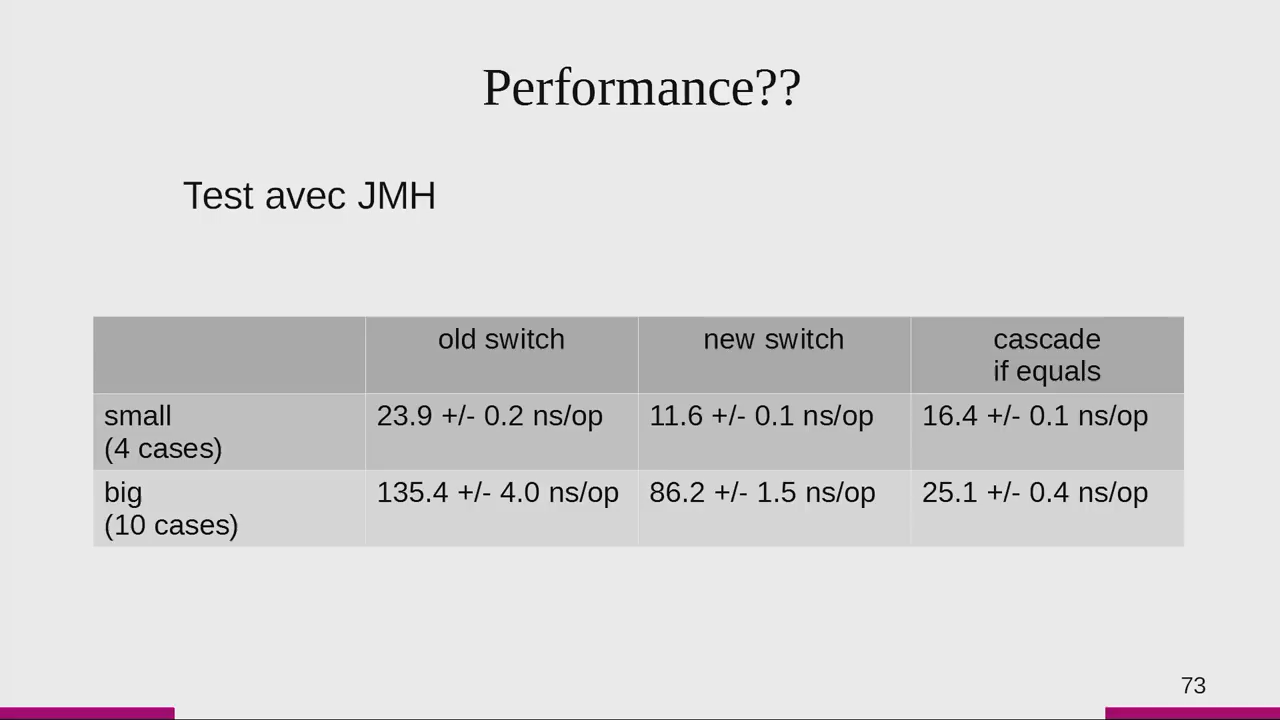 Performance??
Test avec JMH
old switch
new switch
cascade
if equals
small
(4 cases)
23.9 +/- 0.2 ns/op
11.6 +/- 0.1 ns/op
16.4 +/- 0.1 ns/op
big
(10 cases)
135.4 +/- 4.0 ns/op
86.2 +/- 1.5 ns/op
25.1 +/- 0.4 ns/op
73